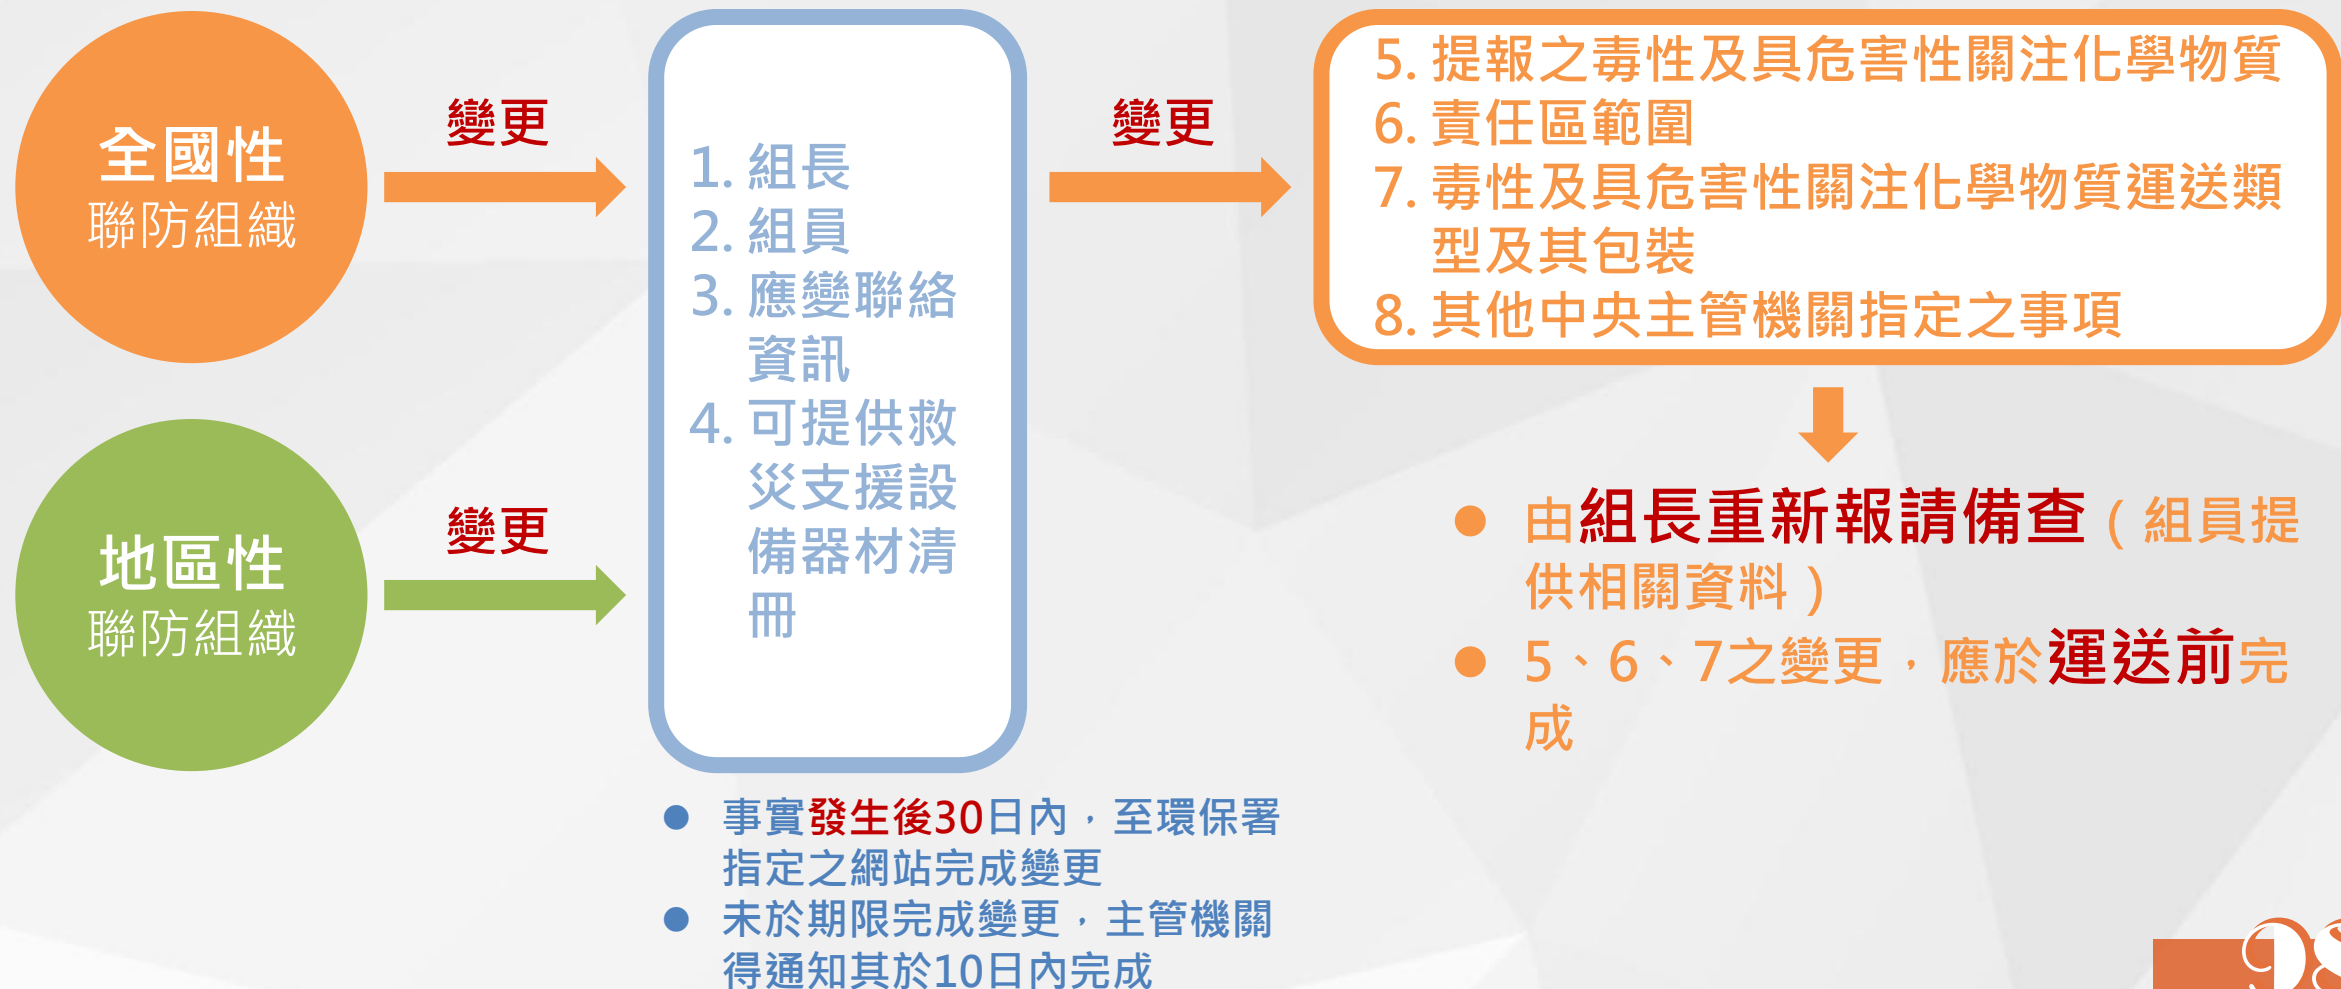 全國性
聯防組織
變更
地區性
聯防組織
變更
1. 組長
2. 組員
3. 應變聯絡
資訊
4. 可提供救
災支援設
備器材清
冊
● 事實發生後30日內，至環保署
指定之網站完成變更
● 未於期限完成變更，主管機關
得通知其於10日內完成
變更
5. 提報之毒性及具危害性關注化學物質
6. 責任區範圍
7. 毒性及具危害性關注化學物質運送類
型及其包裝
8. 其他中央主管機關指定之事項
● 由組長重新報請備查（組員提
供相關資料）
● 5、6、7之變更，應於運送前完
成
98